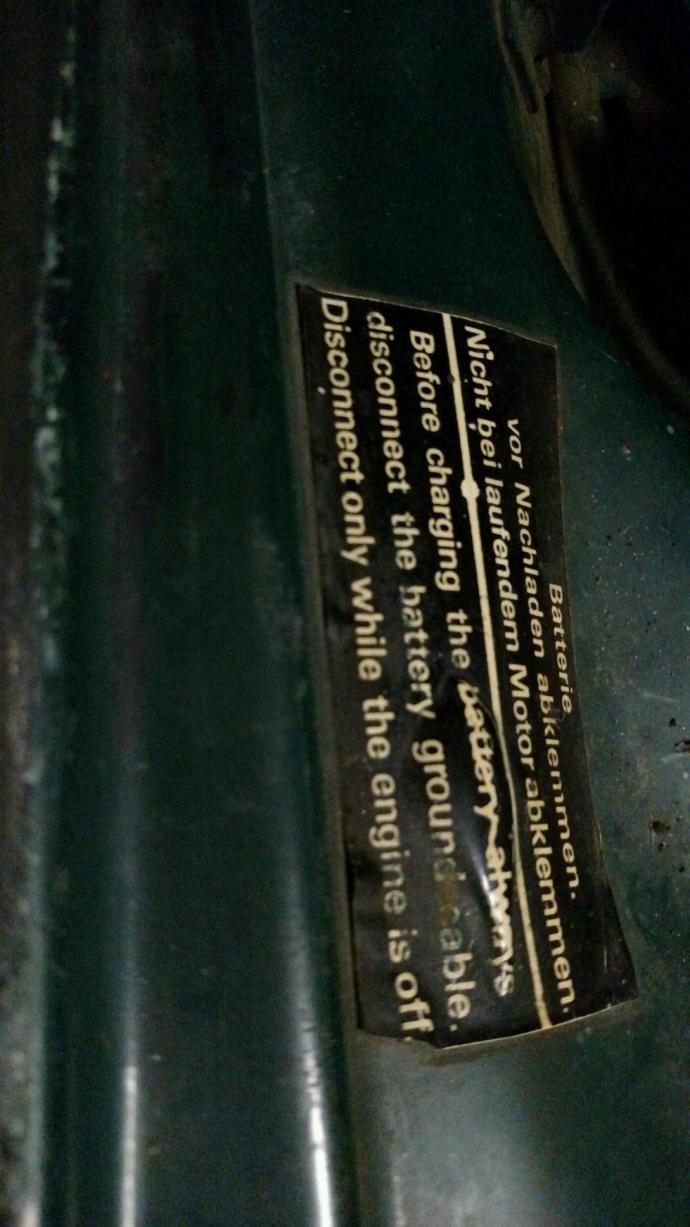 Batterie
vor Nachladen abklemmen.
Nicht bei laufendem Motor abklemmen.
Before charging the battery always
disconnect the battery ground cable.
Disconnect only while the engine is off.